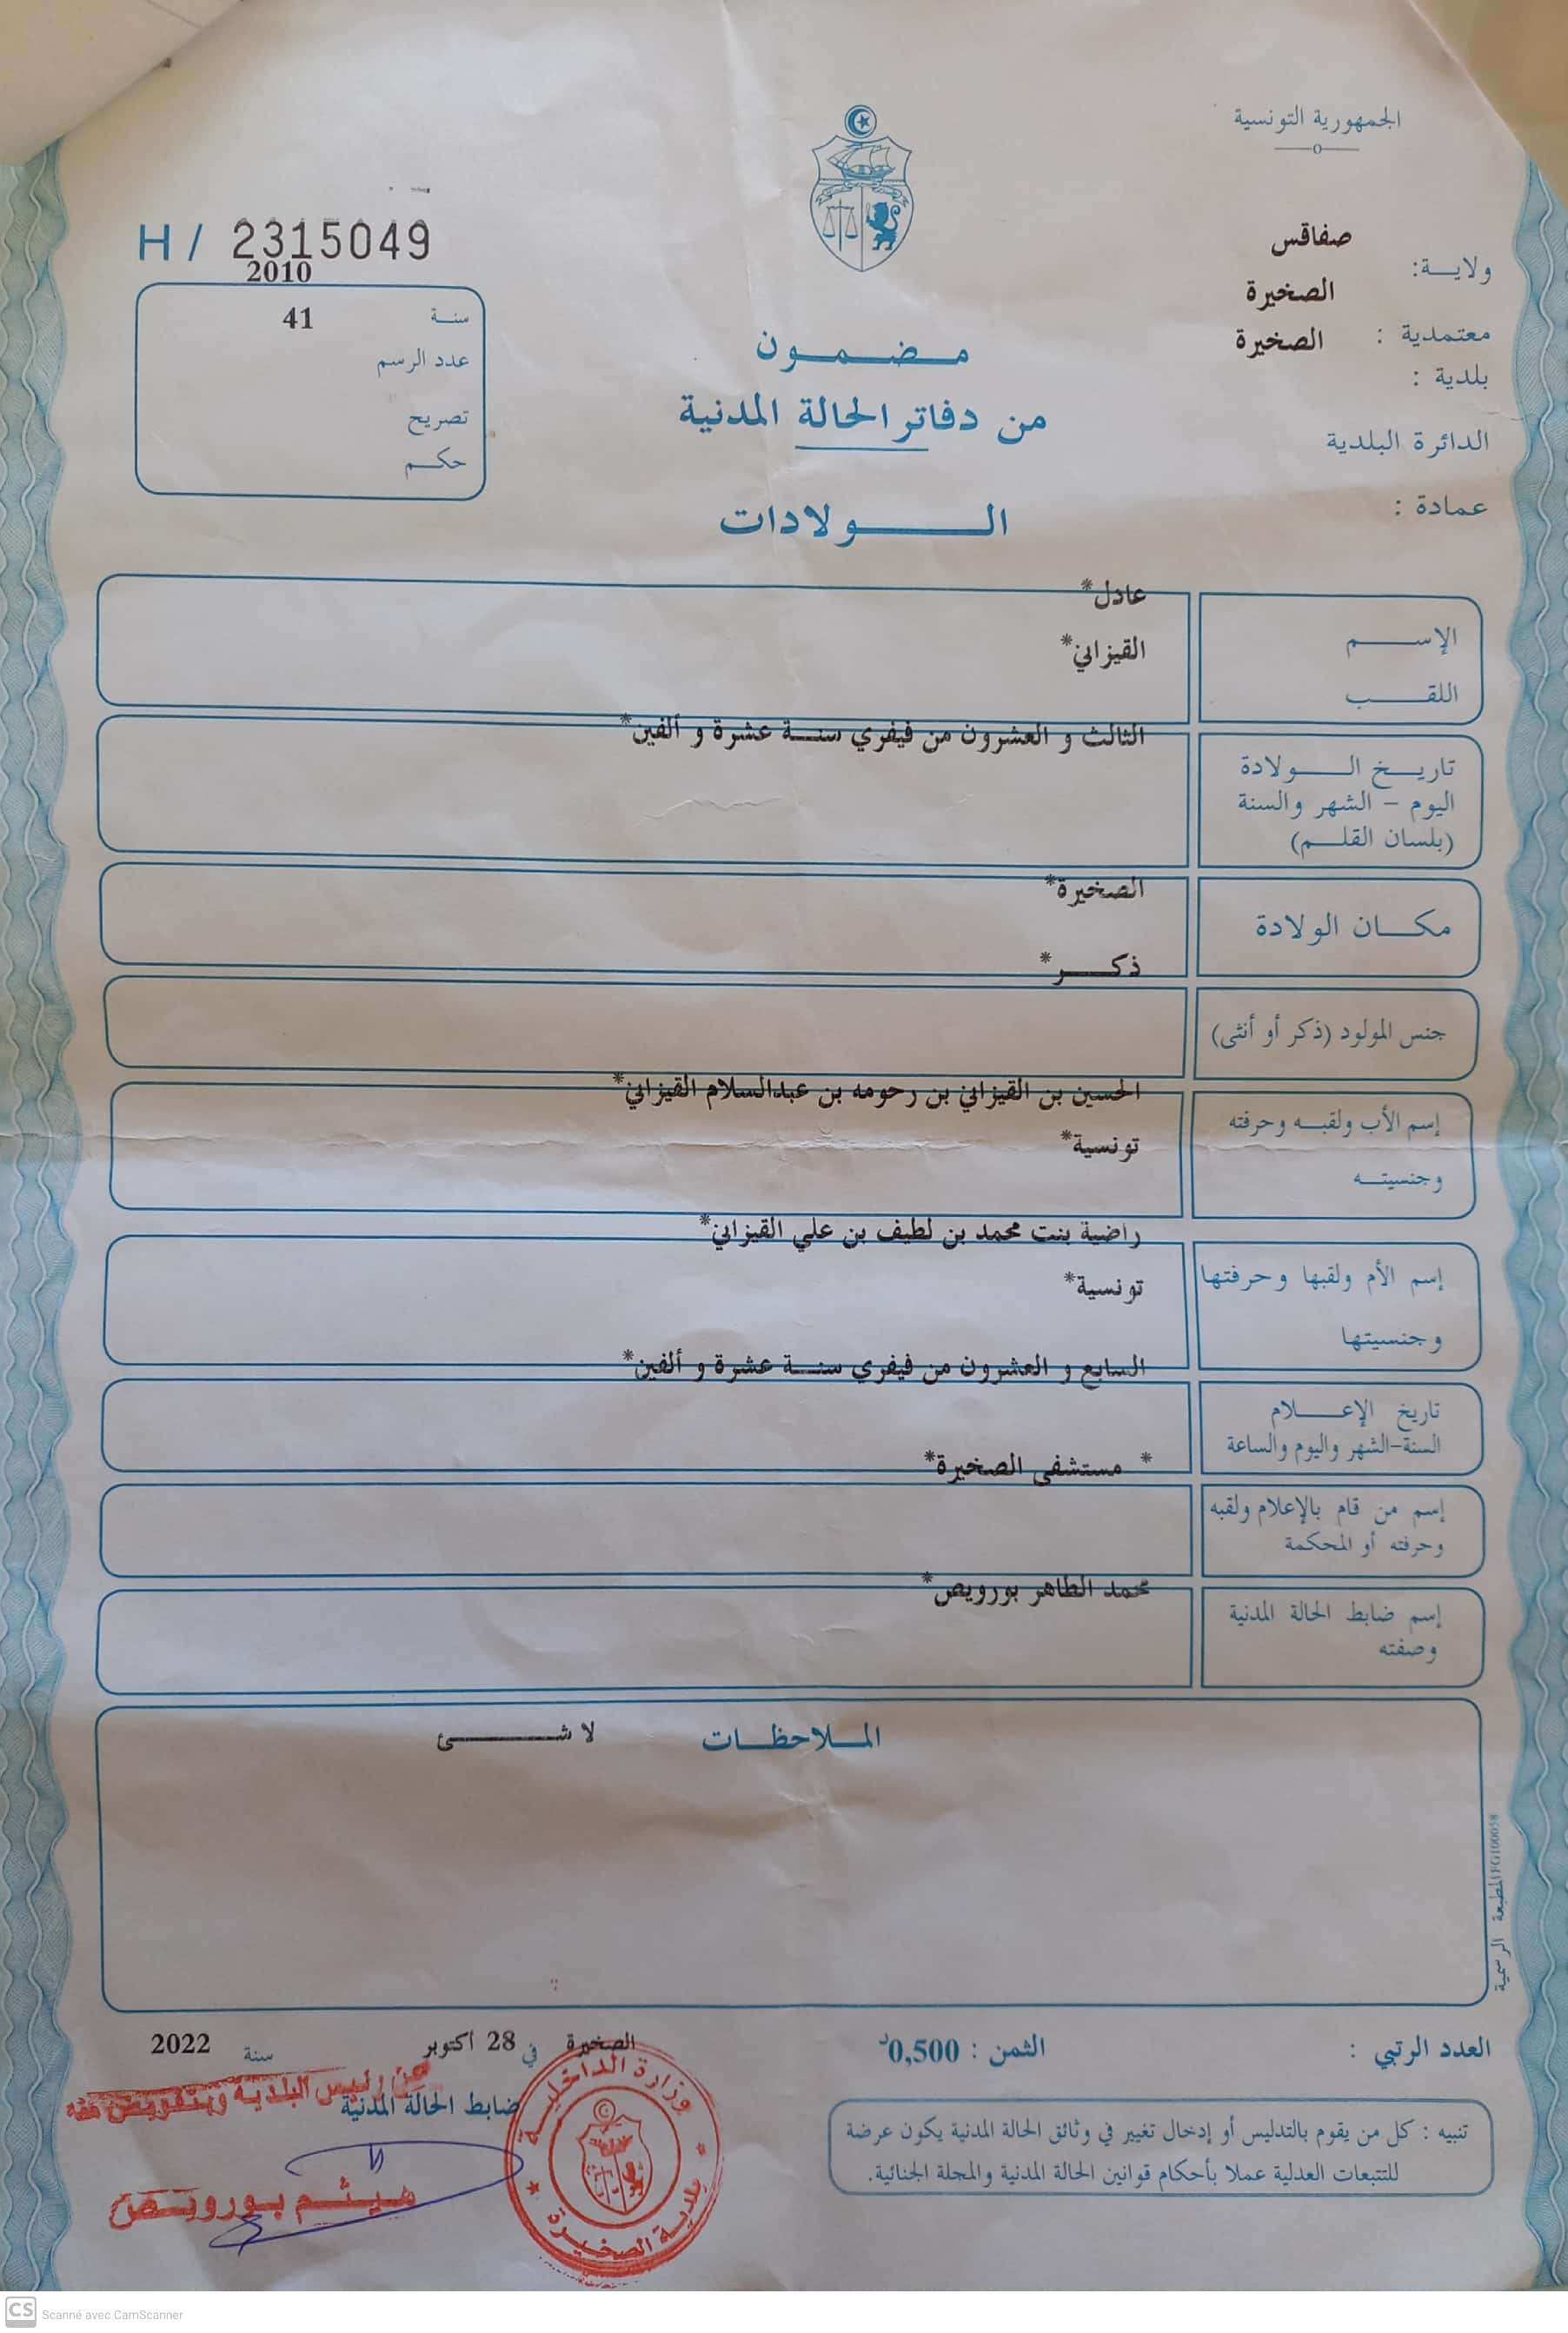 الجمهورية التونسية
صفاقس
ولاية:
الصخيرة
معتمدية :
الصخيرة
بلدية :
الدائرة البلدية
عمادة :
H / 2315049
2010
سنة
41
عدد الرسم
تصريح
حكم
مضمون
من دفاتر الحالة المدنية
الولادات
عادل*
الإسم
القيزاني*
اللقب
الثالث و العشرون من فيفري سنة عشرة و ألفين*
تاريخ الولادة
اليوم - الشهر والسنة
(بلسان القلم)
الصخيرة*
مكان الولادة
ذكر*
جنس المولود (ذكر أو أنثى)
الحسين بن القيزاني بن رحومه بن عبدالسلام القيزاني*
إسم الأب ولقبه وحرفته
تونسية*
وجنسيته
راضية بنت محمد بن لطيف بن علي القيزاني*
إسم الأم ولقبها وحرفتها
تونسية*
وجنسيتها
السابع و العشرون من فيفري سنة عشرة و ألفين*
تاريخ الإعلام
السنة-الشهر واليوم والساعة
* مستشفى الصخيرة*
إسم من قام بالإعلام ولقبه
وحرفته أو المحكمة
محمد الطاهر بورويص*
إسم ضابط الحالة المدنية
وصفته
الملاحظات لا شئ
المطبعة الرسمية FG100058
العدد الرتبي :
الثمن : 0,500د
الصخيرة في 28 أكتوبر سنة 2022
عن رئيس البلدية وبتفويض منه
ضابط الحالة المدنية
هيثم بورويص
وزارة الداخلية
بلدية الصخيرة
تنبيه : كل من يقوم بالتدليس أو إدخال تغيير في وثائق الحالة المدنية يكون عرضة
للتتبعات العدلية عملا بأحكام قوانين الحالة المدنية والمجلة الجنائية.
CS Scanné avec CamScanner